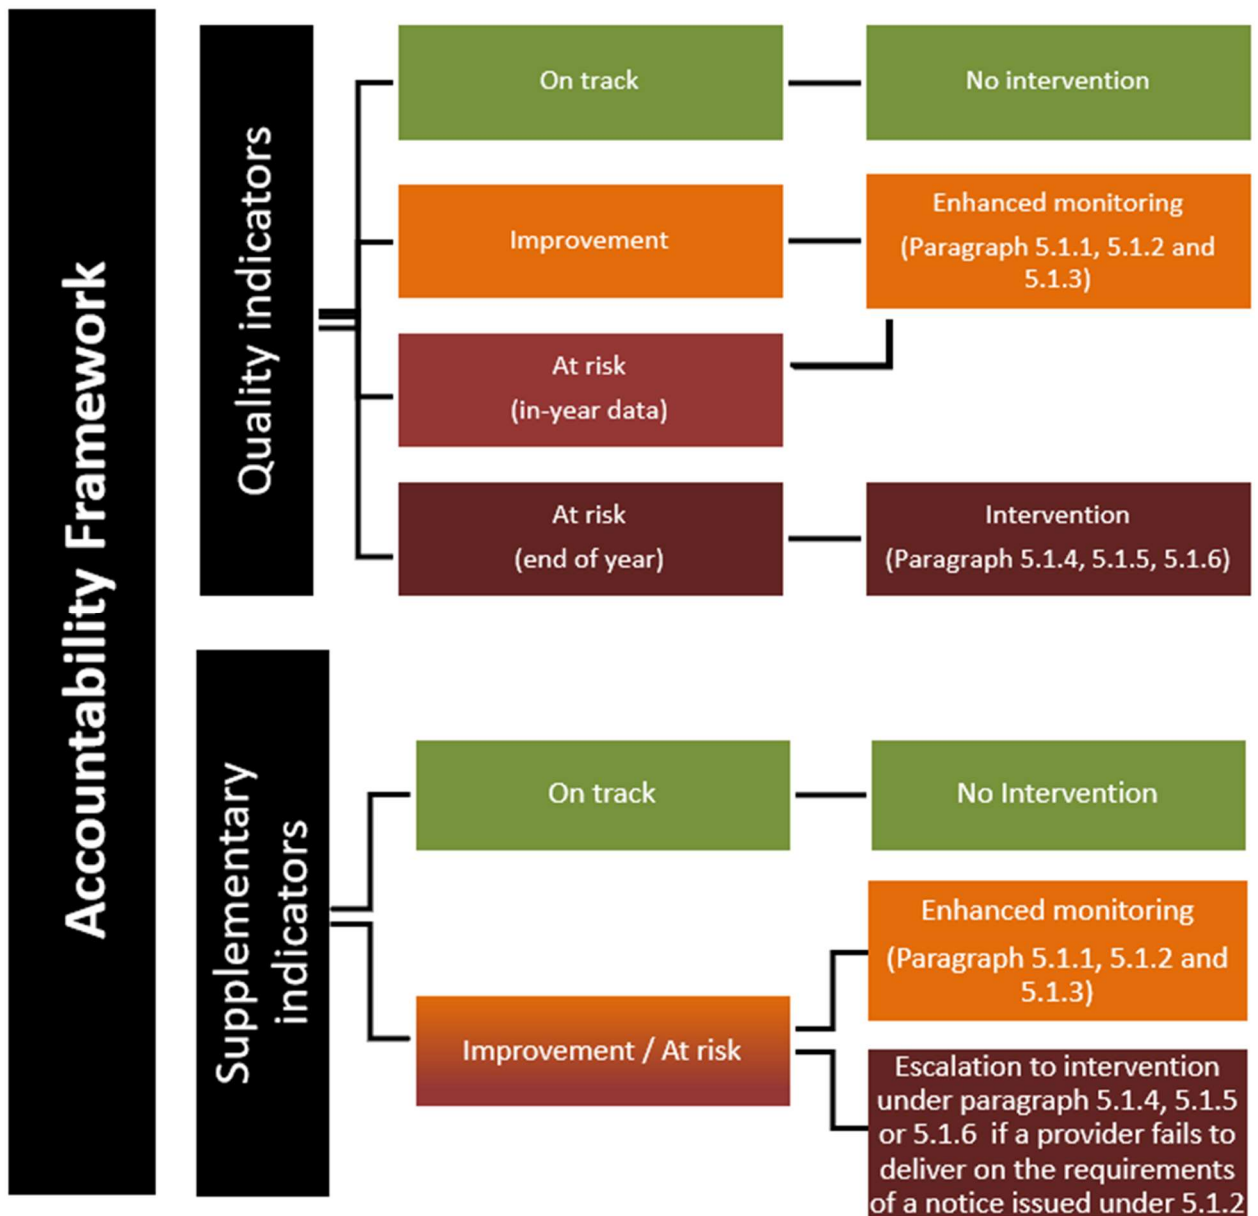 Accountability Framework
Quality indicators
On track
No intervention
Improvement
Enhanced monitoring
(Paragraph 5.1.1, 5.1.2 and
5.1.3)
At risk
(in-year data)
At risk
(end of year)
Intervention
(Paragraph 5.1.4, 5.1.5, 5.1.6)
Supplementary
indicators
On track
No Intervention
Improvement / At risk
Enhanced monitoring
(Paragraph 5.1.1, 5.1.2 and
5.1.3)
Escalation to intervention
under paragraph 5.1.4, 5.1.5
or 5.1.6 if a provider fails to
deliver on the requirements
of a notice issued under 5.1.2